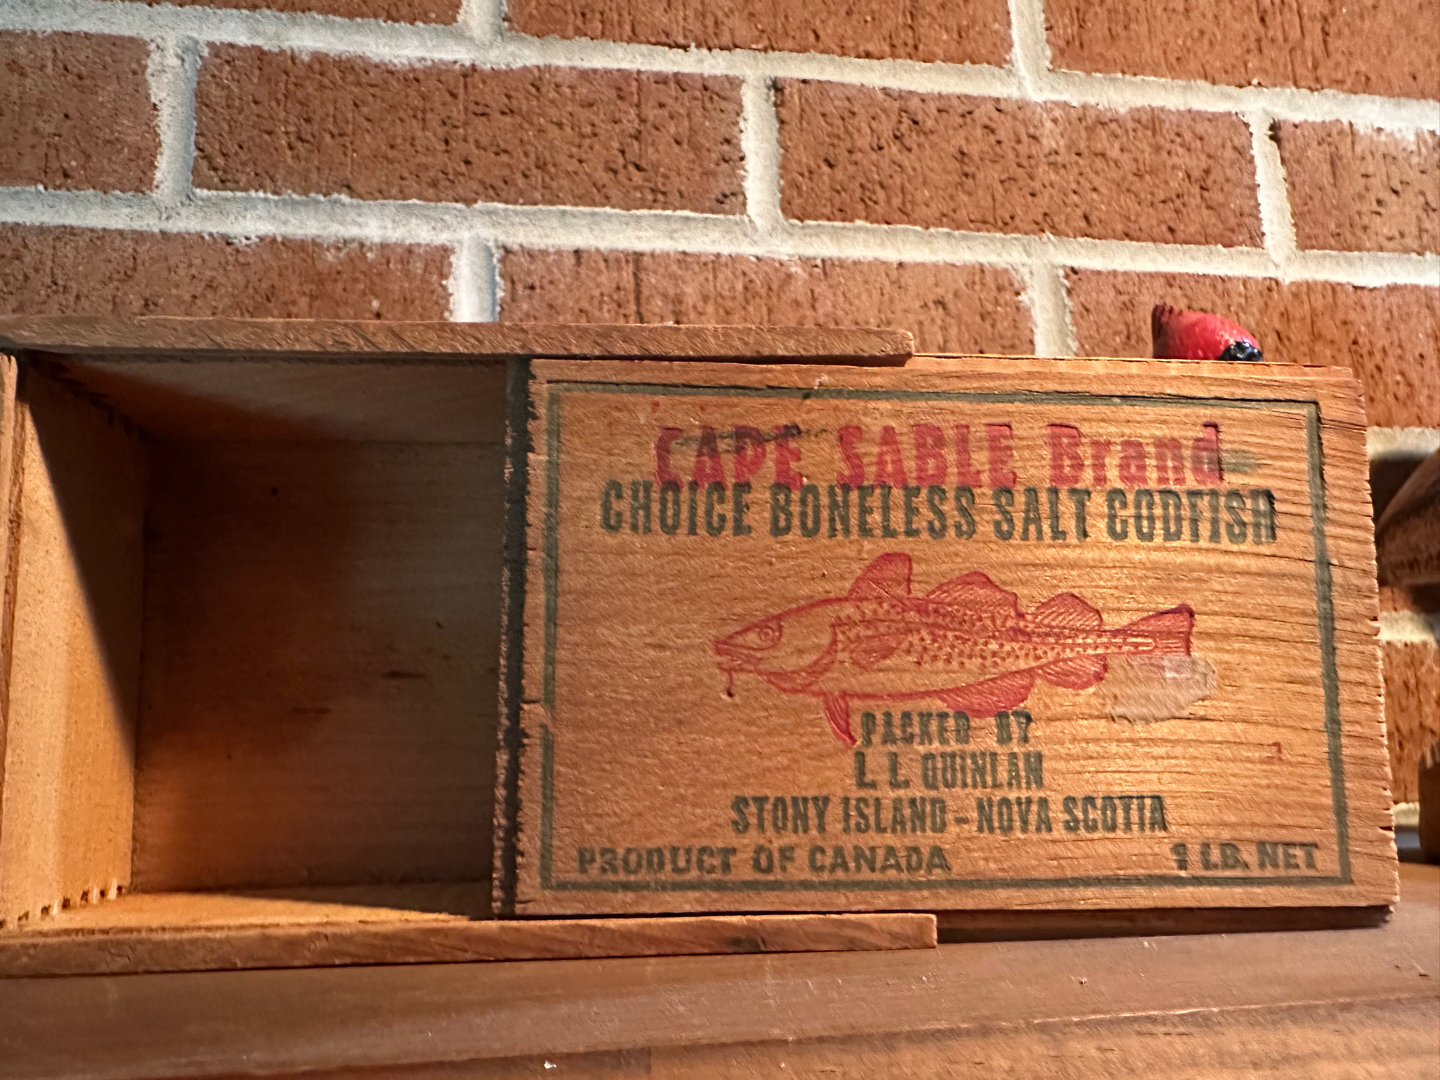 CAPE SABLE Brand
CHOICE BONELESS SALT CODFISH
PACKED BY
L L QUINLAN
STONY ISLAND - NOVA SCOTIA
PRODUCT OF CANADA 1 LB. NET